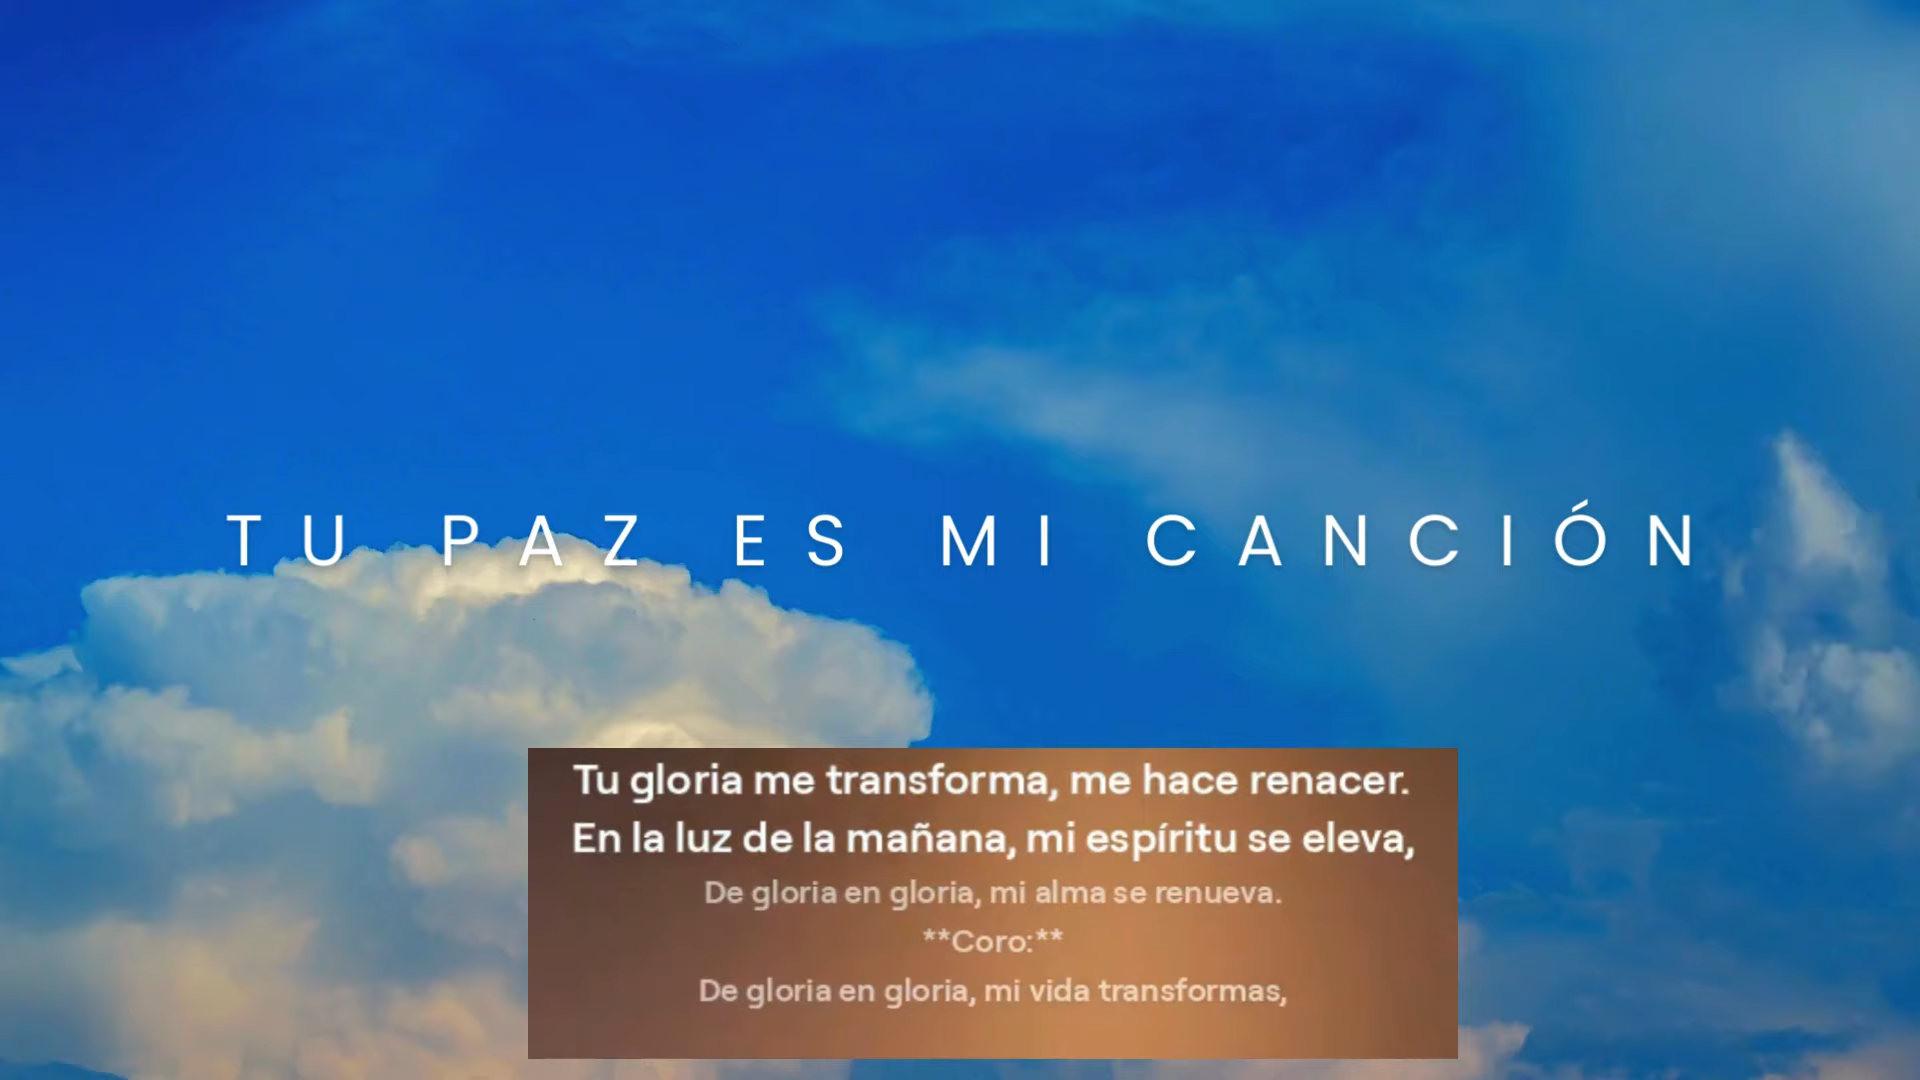 TU PAZ ES MI CANCIÓN
Tu gloria me transforma, me hace renacer.
En la luz de la mañana, mi espíritu se eleva,
De gloria en gloria, mi alma se renueva.
**Coro:**
De gloria en gloria, mi vida transformas,